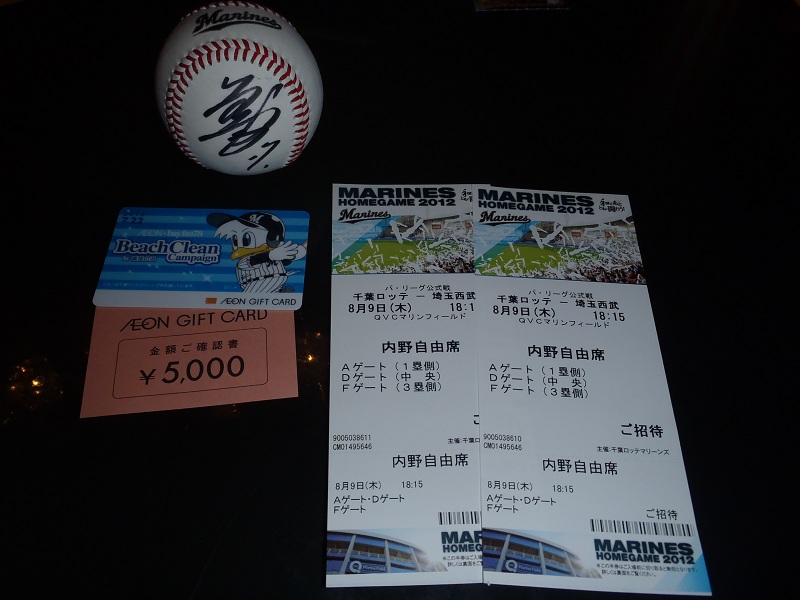 Marines
BeachClean
Campaign
ÆON GIFT CARD
ÆON GIFT CARD
金額ご確認書
¥5,000
MARINES
HOMEGAME 2012
Marines
パ・リーグ公式戦
千葉ロッテ － 埼玉西武
8月9日(木) 18:1
QVCマリンフィールド
内野自由席
Aゲート(1塁側)
Dゲート(中 央)
Fゲート(3塁側)
ご
9005038611
CM01495646
主催:千葉ロ
内野自由席
8月9日(木) 18:15
Aゲート・Dゲート
Fゲート
MAR
HOMEG
MARINES
HOMEGAME 2012
Marines
パ・リーグ公式戦
千葉ロッテ － 埼玉西武
8月9日(木) 18:15
QVCマリンフィールド
内野自由席
Aゲート(1塁側)
Dゲート(中 央)
Fゲート(3塁側)
ご招待
9005038610
CM01495646
主催:千葉ロッテマリーンズ
内野自由席
8月9日(木) 18:15
Aゲート・Dゲート
Fゲート
ご招待
MARINES
HOMEGAME 2012